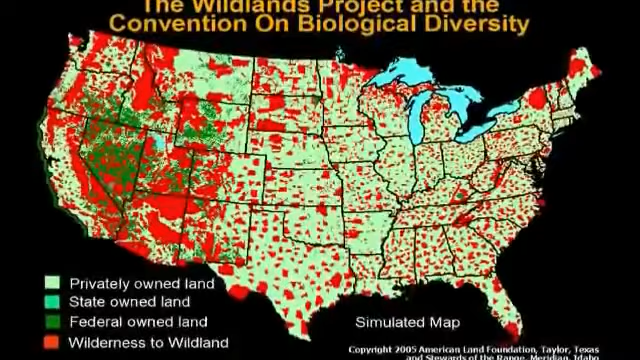 The Wildlands Project and the
Convention On Biological Diversity
Privately owned land
State owned land
Federal owned land
Wilderness to Wildland
Simulated Map
Copyright 2005 American Land Foundation, Taylor, Texas
and Stewards of the Range, Meridian, Idaho